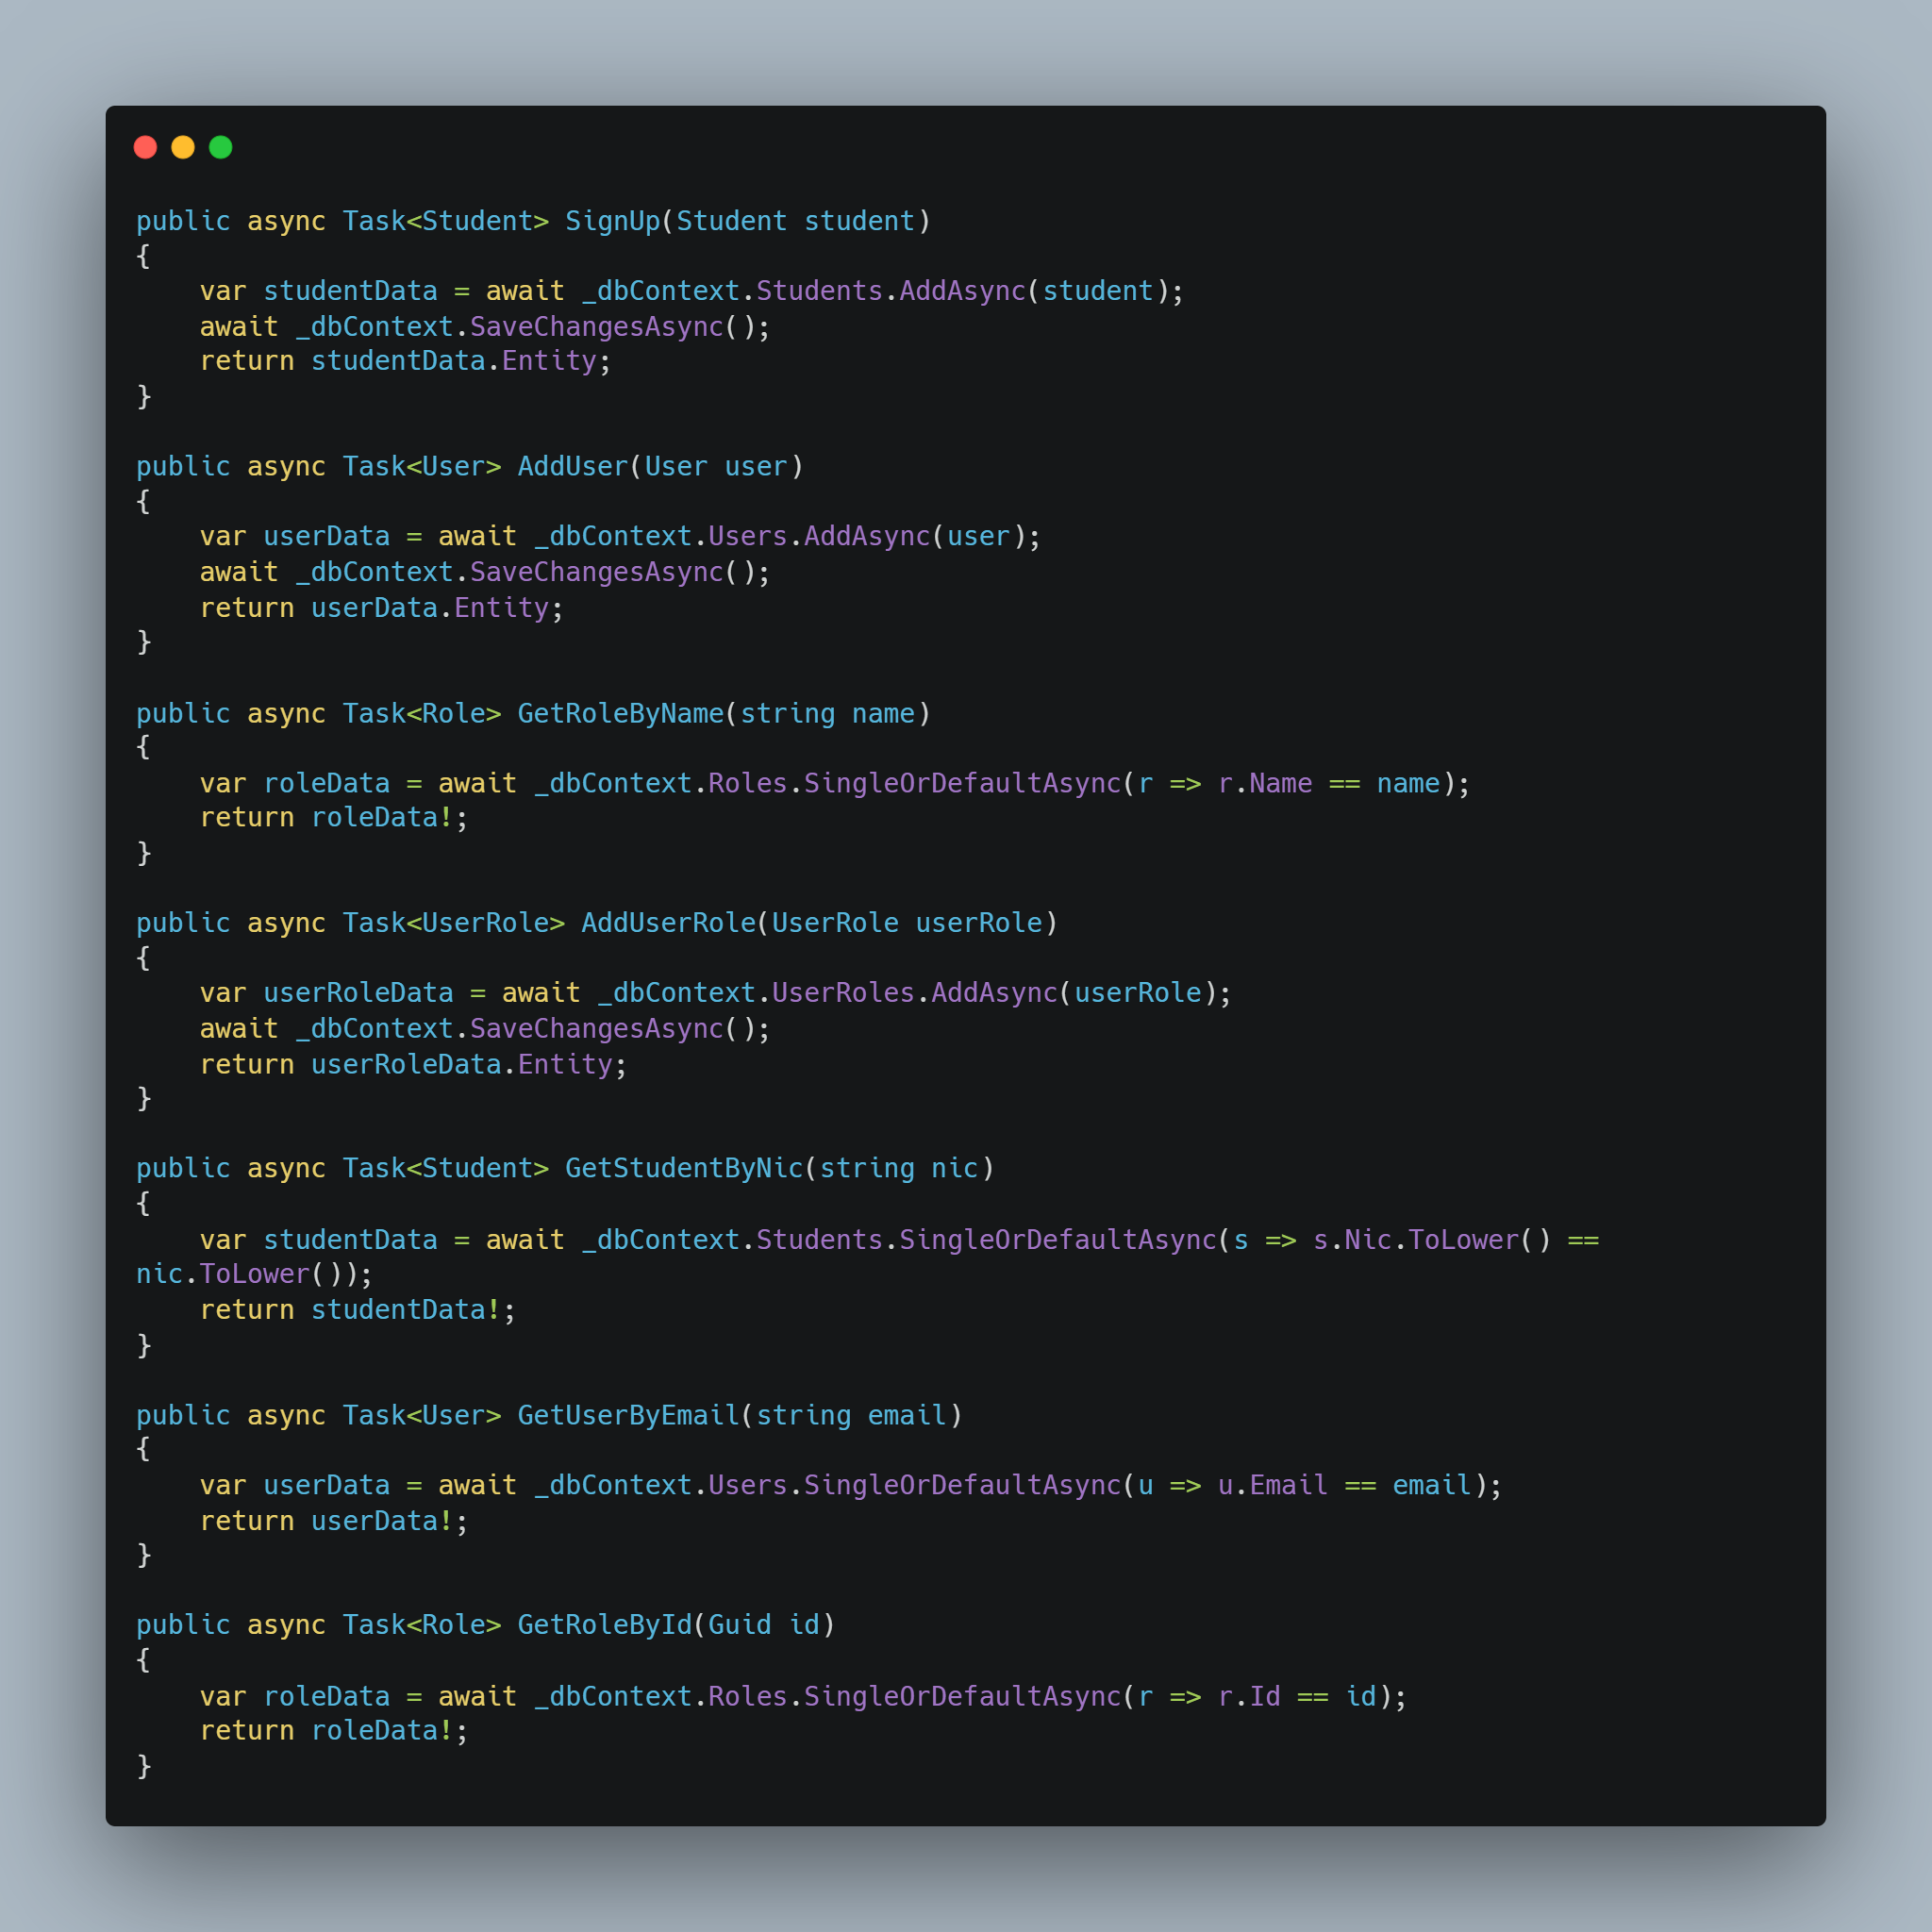 public async Task<Student> SignUp(Student student)
{
    var studentData = await _dbContext.Students.AddAsync(student);
    await _dbContext.SaveChangesAsync();
    return studentData.Entity;
}

public async Task<User> AddUser(User user)
{
    var userData = await _dbContext.Users.AddAsync(user);
    await _dbContext.SaveChangesAsync();
    return userData.Entity;
}

public async Task<Role> GetRoleByName(string name)
{
    var roleData = await _dbContext.Roles.SingleOrDefaultAsync(r => r.Name == name);
    return roleData!;
}

public async Task<UserRole> AddUserRole(UserRole userRole)
{
    var userRoleData = await _dbContext.UserRoles.AddAsync(userRole);
    await _dbContext.SaveChangesAsync();
    return userRoleData.Entity;
}

public async Task<Student> GetStudentByNic(string nic)
{
    var studentData = await _dbContext.Students.SingleOrDefaultAsync(s => s.Nic.ToLower() ==
nic.ToLower());
    return studentData!;
}

public async Task<User> GetUserByEmail(string email)
{
    var userData = await _dbContext.Users.SingleOrDefaultAsync(u => u.Email == email);
    return userData!;
}

public async Task<Role> GetRoleById(Guid id)
{
    var roleData = await _dbContext.Roles.SingleOrDefaultAsync(r => r.Id == id);
    return roleData!;
}